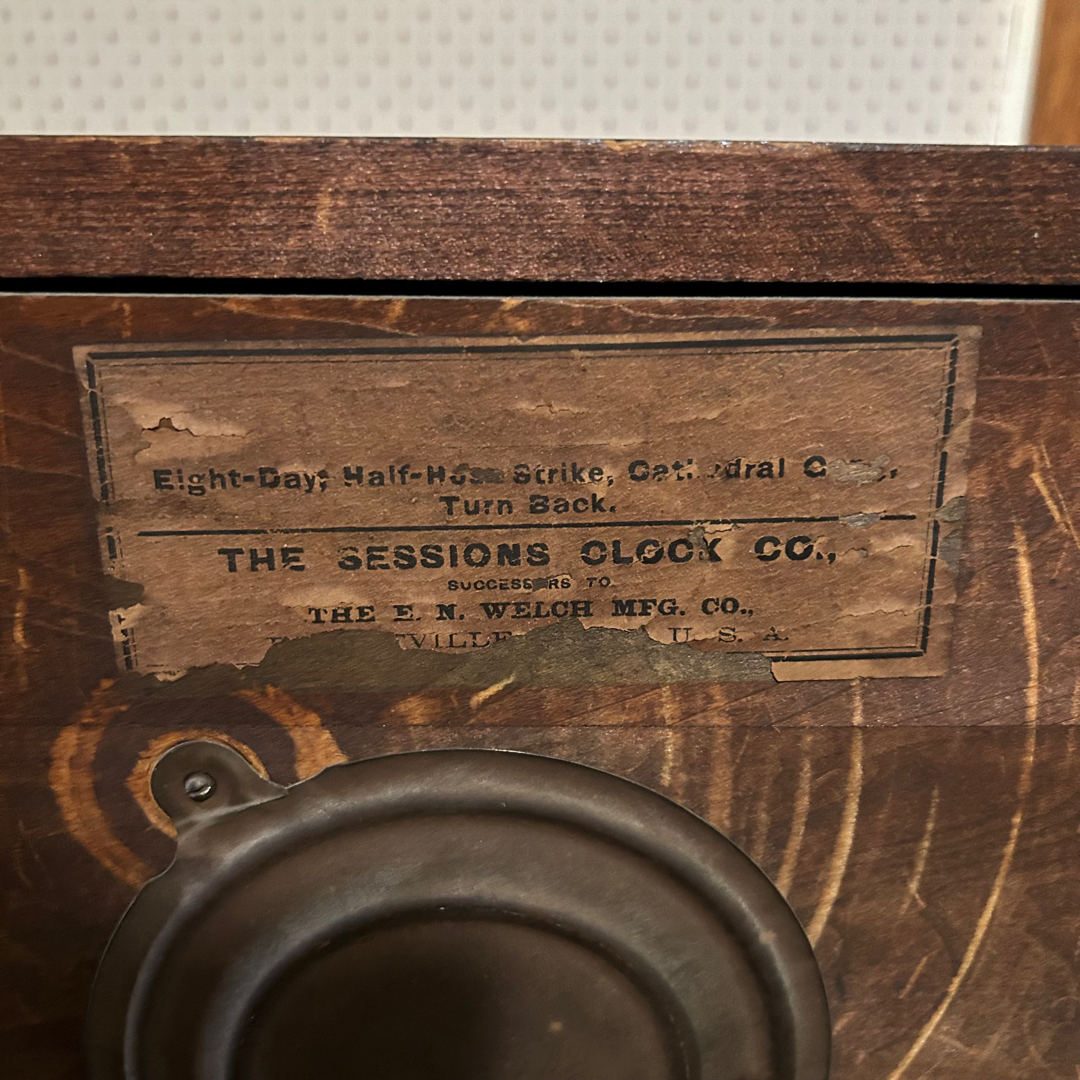 Eight-Day, Half-Hour Strike, Cathedral Gong,
Turn Back.
THE SESSIONS CLOCK CO.,
SUCCESSORS TO
THE E. N. WELCH MFG. CO.,
U. S. A.